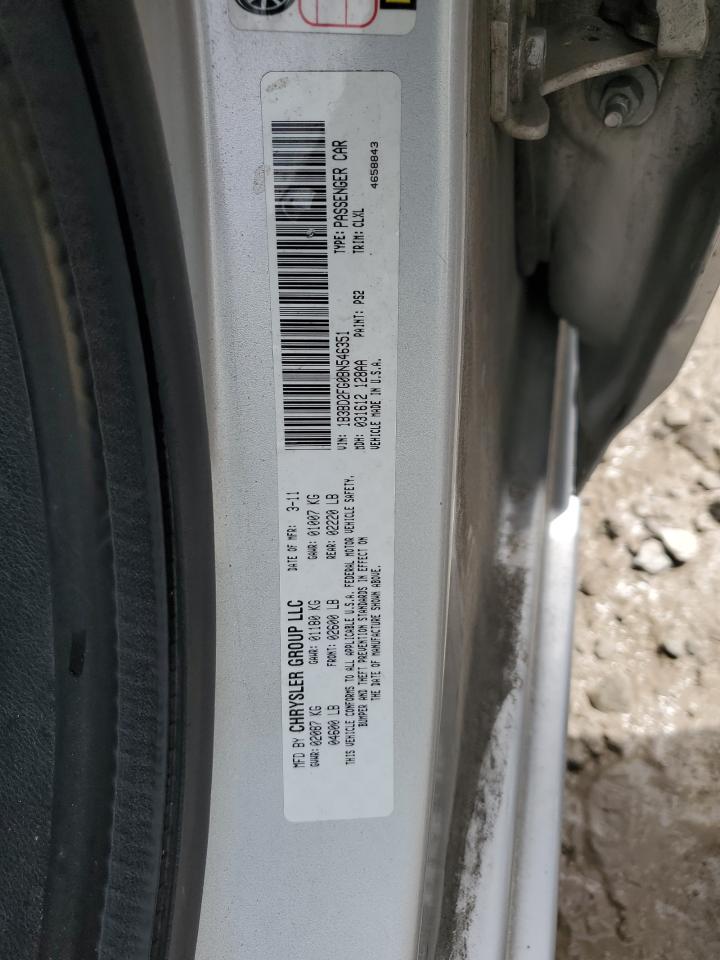 MFD BY CHRYSLER GROUP LLC DATE OF MFR: 3-11
GVWR: 02087 KG GAWR: 01180 KG GAWR: 01007 KG
04600 LB FRONT: 02600 LB REAR: 02220 LB
THIS VEHICLE CONFORMS TO ALL APPLICABLE U.S.A. FEDERAL MOTOR VEHICLE SAFETY,
BUMPER AND THEFT PREVENTION STANDARDS IN EFFECT ON
THE DATE OF MANUFACTURE SHOWN ABOVE.
VIN: 1B3BD2FG0BN546351 TYPE: PASSENGER CAR
MDH: 031612 128AA PAINT: PS2 TRIM: CLXL
VEHICLE MADE IN U.S.A. 4658843